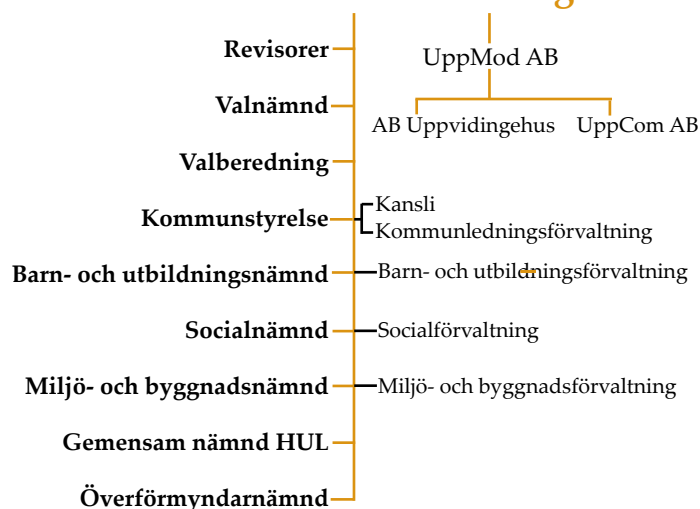 Revisorer
UppMod AB
Valnämnd
AB Uppvidingehus
UppCom AB
Valberedning
Kommunstyrelse
Kansli
Kommunledningsförvaltning
Barn- och utbildningsnämnd
Barn- och utbildningsförvaltning
Socialnämnd
Socialförvaltning
Miljö- och byggnadsnämnd
Miljö- och byggnadsförvaltning
Gemensam nämnd HUL
Överförmyndarnämnd